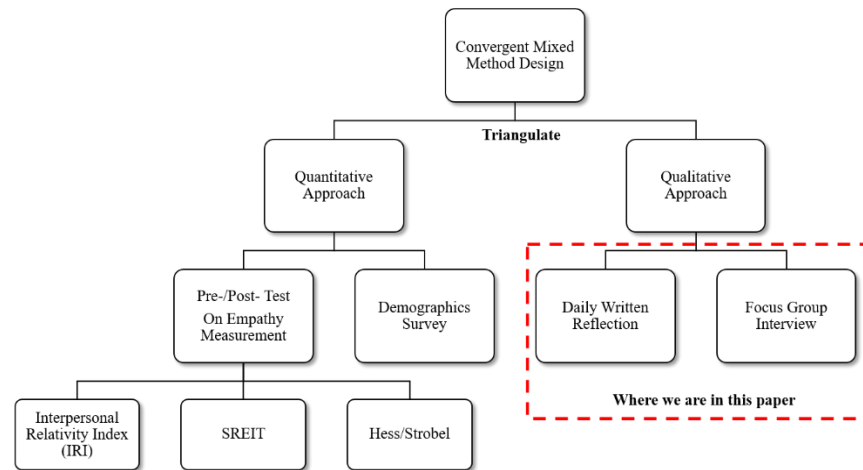 Convergent Mixed
Method Design
Triangulate
Quantitative
Approach
Qualitative
Approach
Pre-/Post- Test
On Empathy
Measurement
Demographics
Survey
Daily Written
Reflection
Focus Group
Interview
Where we are in this paper
Interpersonal
Relativity Index
(IRI)
SREIT
Hess/Strobel